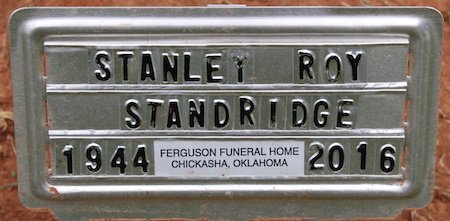 STANLEY ROY
STANDRIDGE
1944 FERGUSON FUNERAL HOME 2016
CHICKASHA, OKLAHOMA